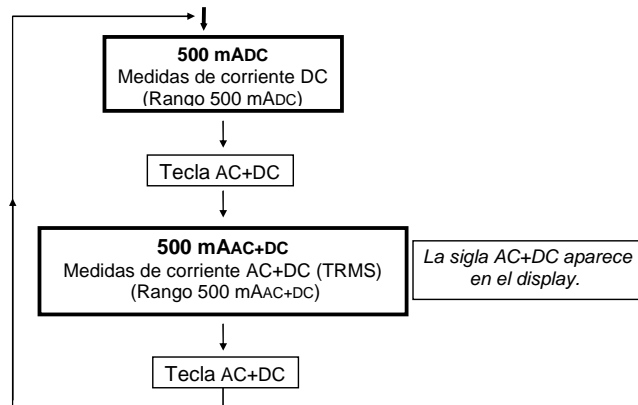 500 mADC
Medidas de corriente DC
(Rango 500 mADC)
Tecla AC+DC
500 mAAC+DC
Medidas de corriente AC+DC (TRMS)
(Rango 500 mAAC+DC)
La sigla AC+DC aparece
en el display.
Tecla AC+DC